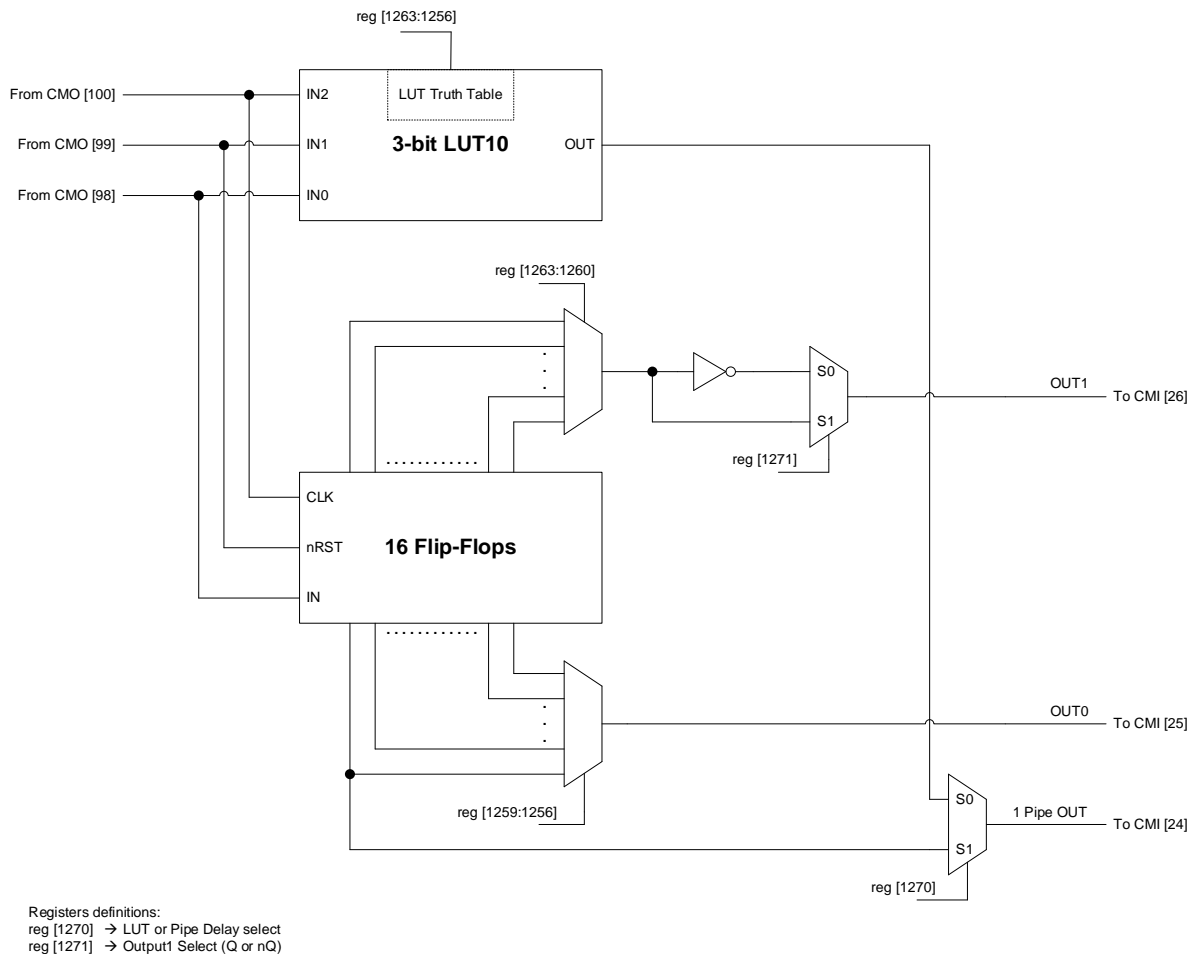 reg [1263:1256]
From CMO [100]
IN2
LUT Truth Table
From CMO [99]
IN1
3-bit LUT10
OUT
From CMO [98]
IN0
reg [1263:1260]
S0
OUT1
To CMI [26]
S1
reg [1271]
CLK
nRST
16 Flip-Flops
IN
OUT0
To CMI [25]
reg [1259:1256]
S0
1 Pipe OUT
To CMI [24]
S1
reg [1270]
Registers definitions:
reg [1270] → LUT or Pipe Delay select
reg [1271] → Output1 Select (Q or nQ)